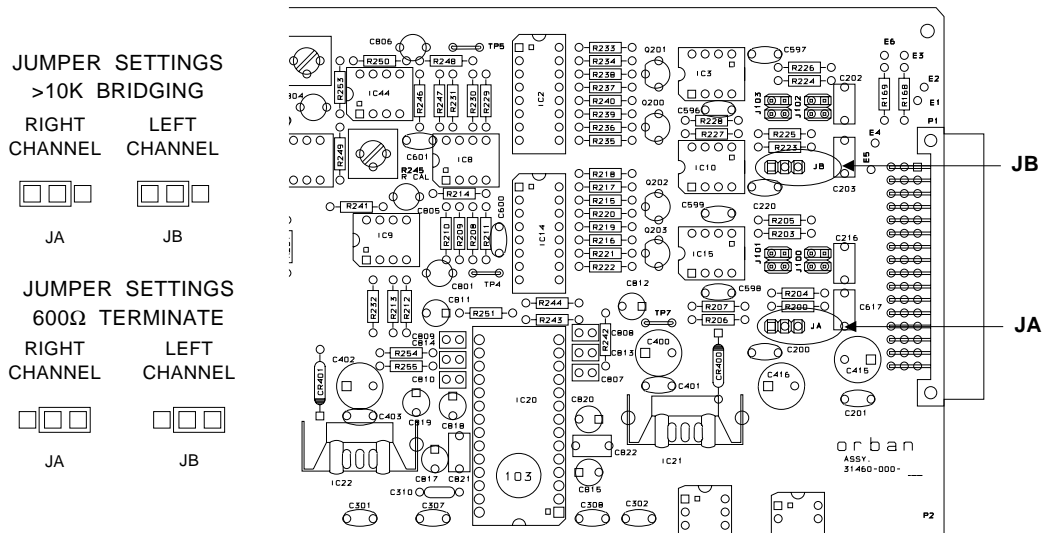 JUMPER SETTINGS
>10K BRIDGING
RIGHT CHANNEL
LEFT CHANNEL
JA
JB
JUMPER SETTINGS
600Ω TERMINATE
RIGHT CHANNEL
LEFT CHANNEL
JA
JB
C806
R250
R248
TP5
R253
IC44
R246
R247
R231
R230
R229
IC2
R233
R234
R238
R237
R240
R239
R236
R235
Q201
Q200
IC3
C597
R226
R224
C202
C596
R228
R227
J103
J102
R225
R223
E6
E3
E2
E1
R169
R168
P1
E4
E5
JB
JB
R249
C601
IC8
R245
R CAL
R214
C805
R241
IC9
R210
R209
R208
R211
C600
IC14
R218
R217
R215
R220
R219
R216
R221
R222
Q202
Q203
IC10
C203
C220
C599
R205
R203
IC15
J101
J100
C216
C598
C801
TP4
R232
R213
R212
C811
R251
R244
R243
C812
R207
R206
TP7
R204
R200
C617
JA
JA
C809
C814
C810
R254
R255
C402
CR401
C403
C819
C818
IC20
C808
R242
C813
C807
C400
CR400
C401
C200
C416
C415
C201
C820
C822
C815
IC21
IC22
C817
C821
C310
103
C301
C307
C308
C302
orban
ASSY.
31460-000-
P2